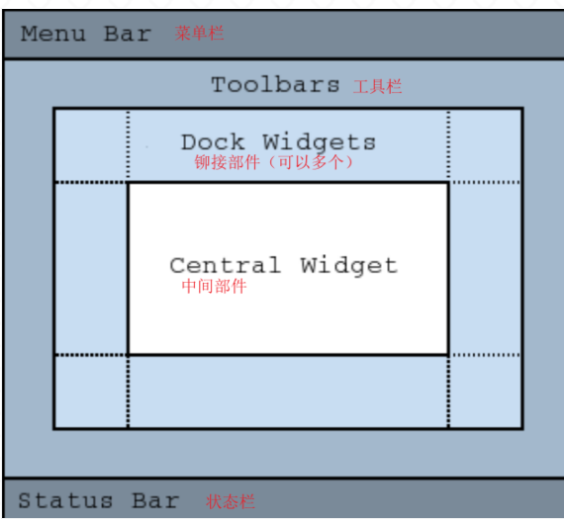 Menu Bar 菜单栏
Toolbars 工具栏
Dock Widgets
铆接部件（可以多个）
Central Widget
中间部件
Status Bar 状态栏